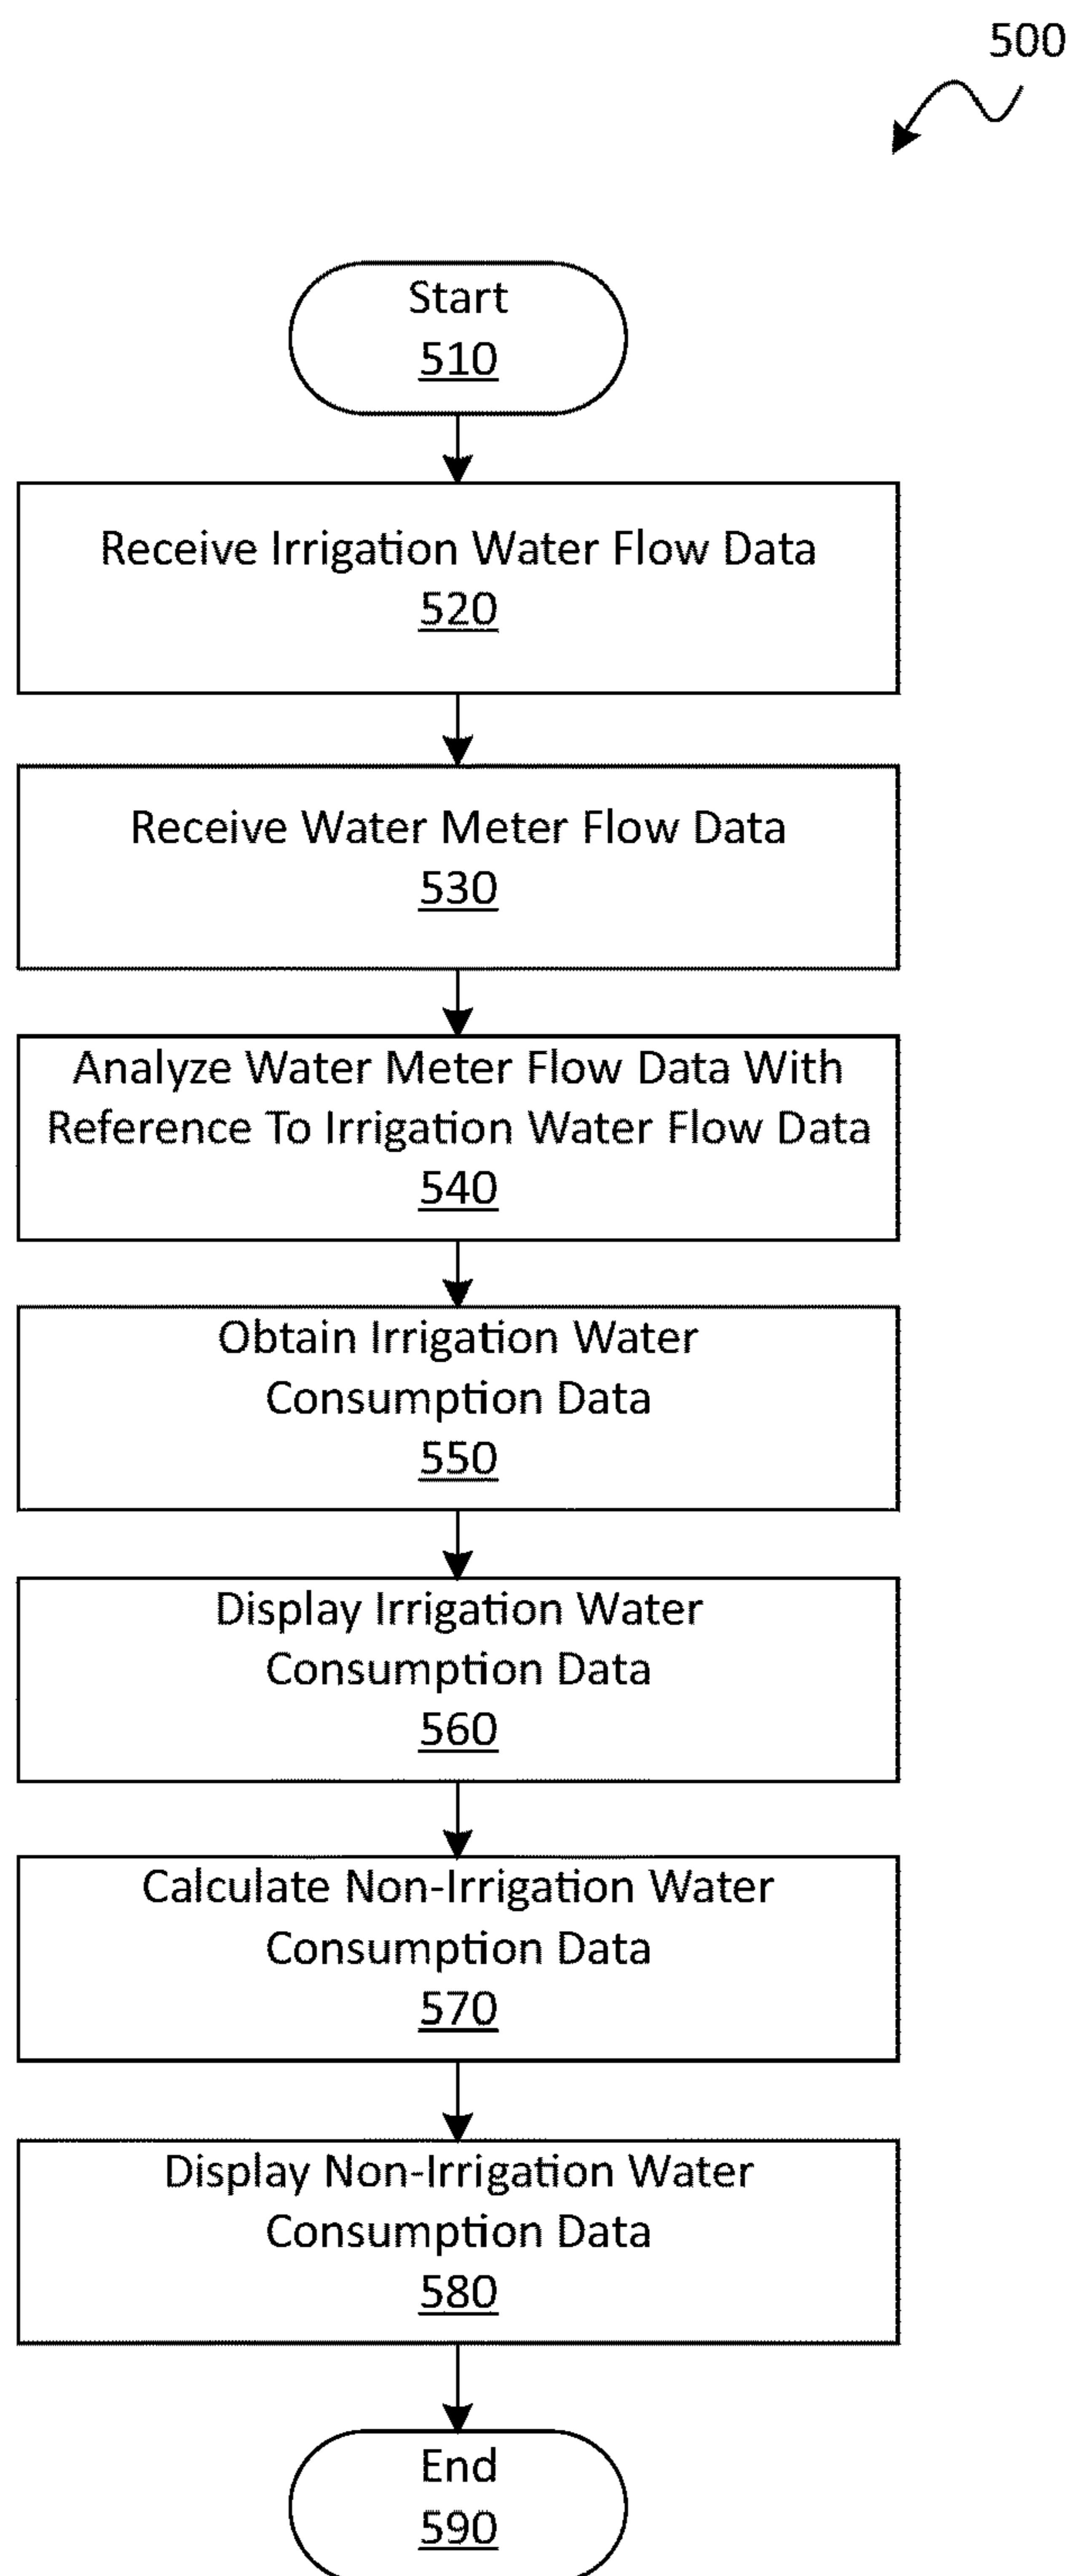 500
Start
510
Receive Irrigation Water Flow Data
520
Receive Water Meter Flow Data
530
Analyze Water Meter Flow Data With
Reference To Irrigation Water Flow Data
540
Obtain Irrigation Water
Consumption Data
550
Display Irrigation Water
Consumption Data
560
Calculate Non-Irrigation Water
Consumption Data
570
Display Non-Irrigation Water
Consumption Data
580
End
590